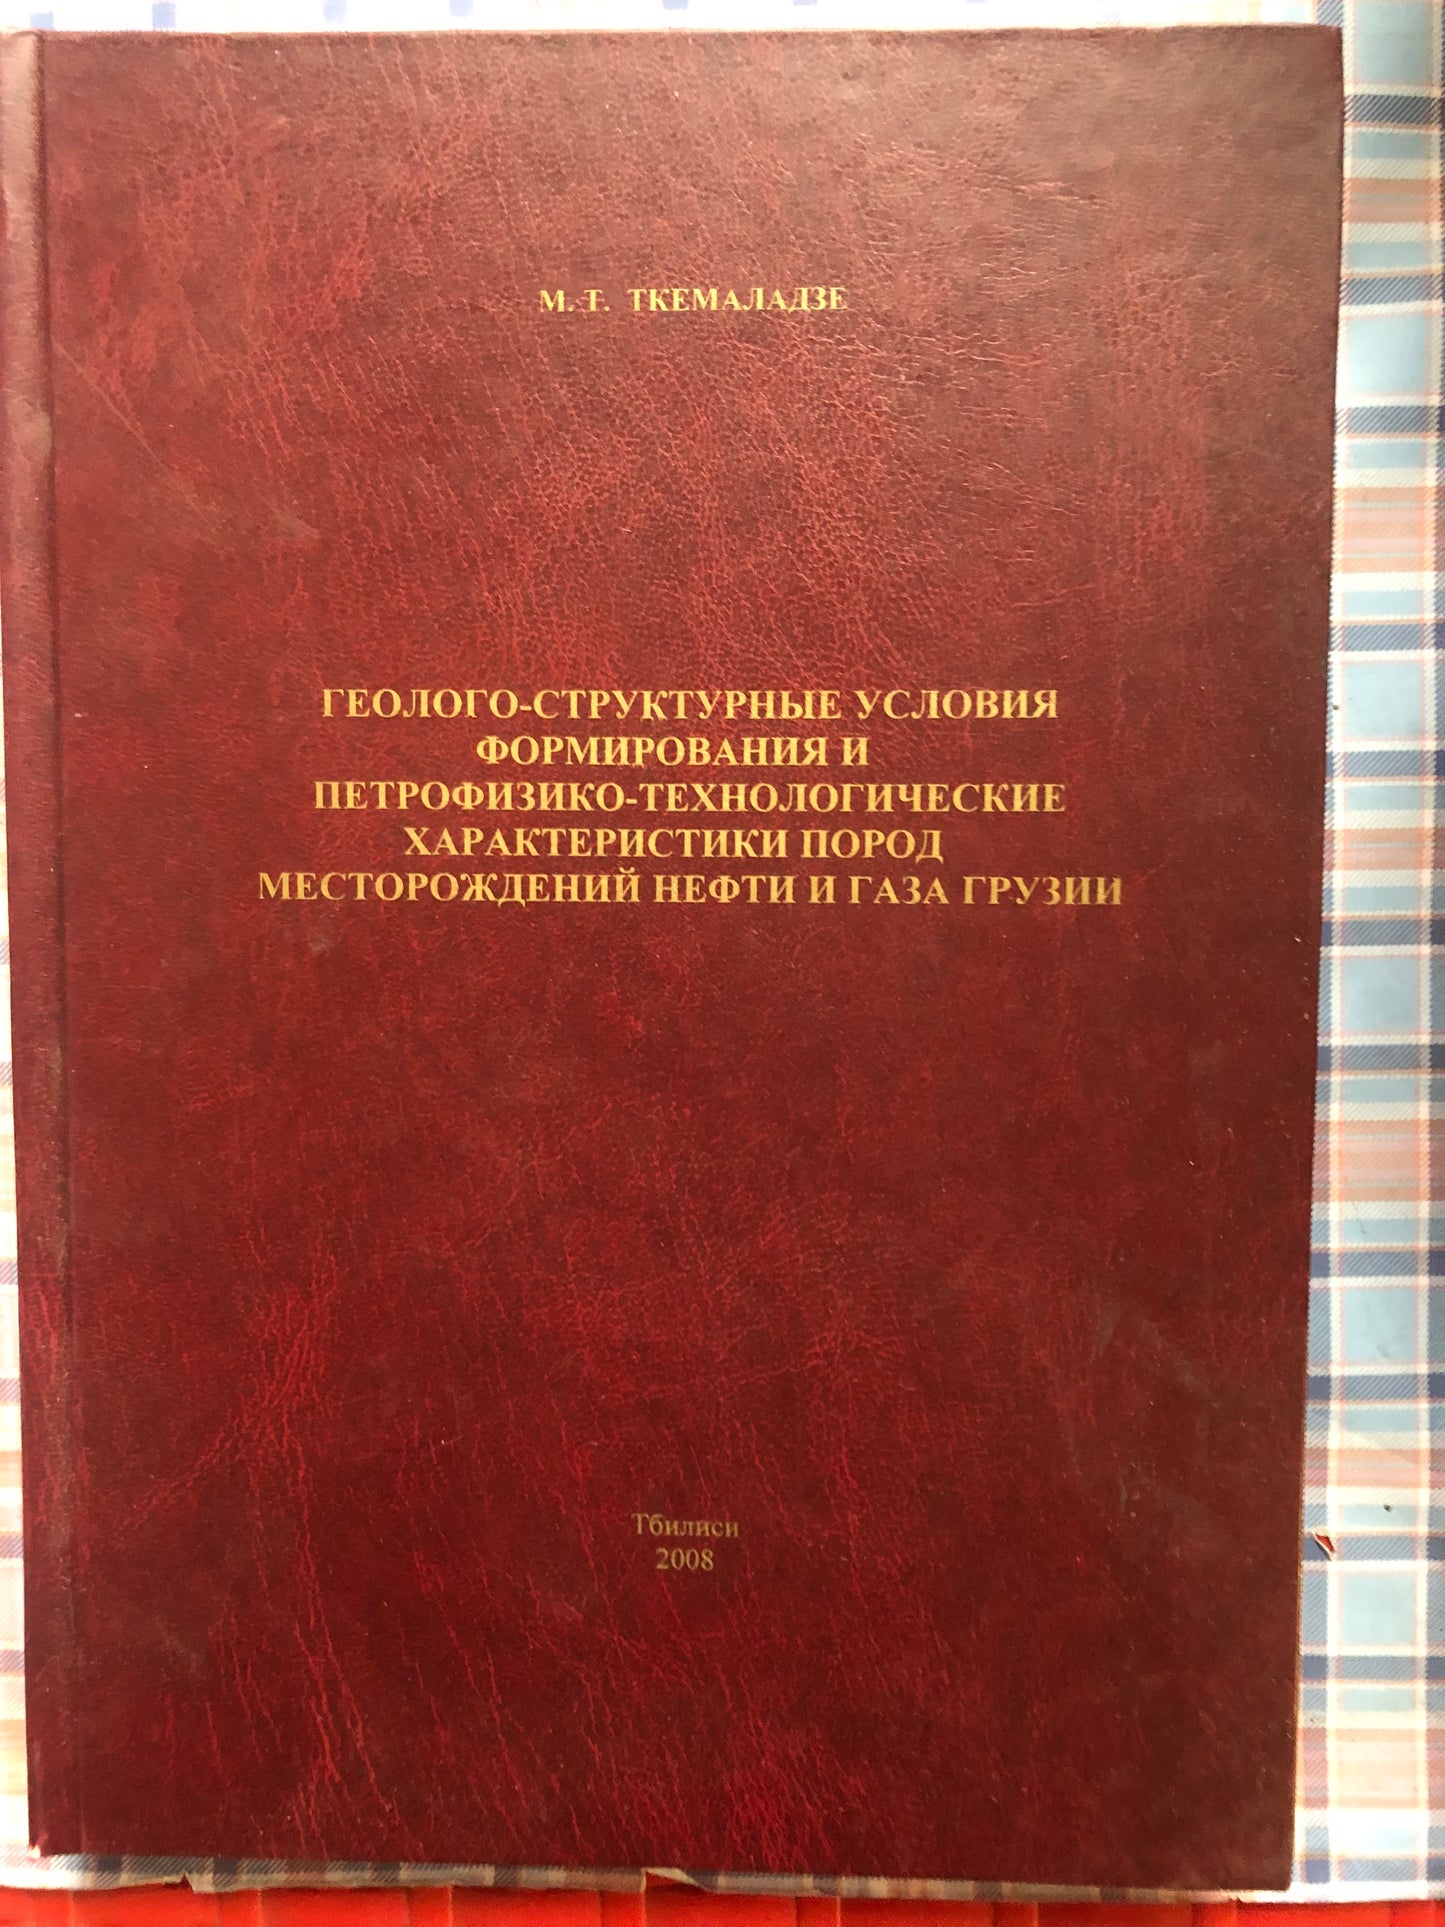 М. Т. ТКЕМАЛАДЗЕ
ГЕОЛОГО-СТРУКТУРНЫЕ УСЛОВИЯ
ФОРМИРОВАНИЯ И
ПЕТРОФИЗИКО-ТЕХНОЛОГИЧЕСКИЕ
ХАРАКТЕРИСТИКИ ПОРОД
МЕСТОРОЖДЕНИЙ НЕФТИ И ГАЗА ГРУЗИИ
Тбилиси
2008